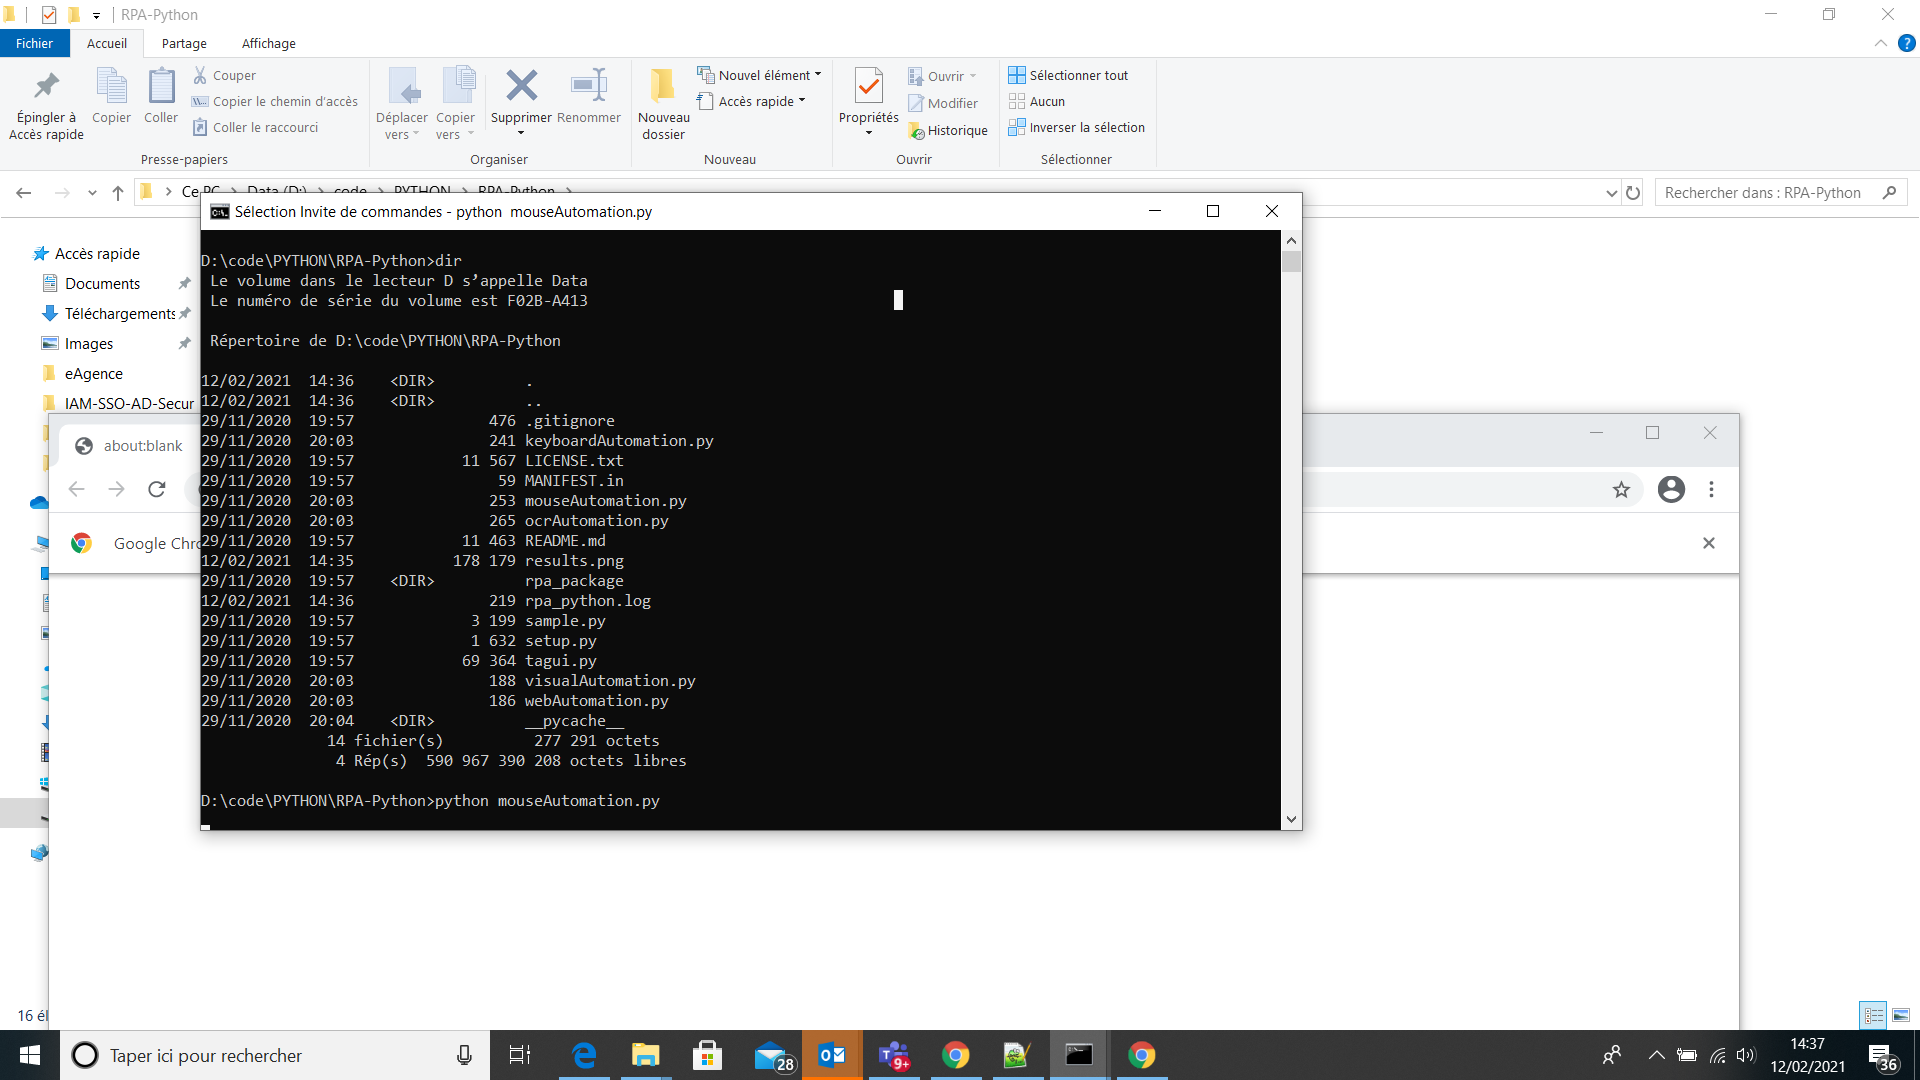 RPA-Python
Fichier Accueil Partage Affichage
Épingler à Accès rapide
Copier
Coller
Couper
Copier le chemin d'accès
Coller le raccourci
Presse-papiers
Déplacer vers
Copier vers
Supprimer
Renommer
Organiser
Nouveau dossier
Nouvel élément
Accès rapide
Nouveau
Propriétés
Ouvrir
Modifier
Historique
Ouvrir
Sélectionner tout
Aucun
Inverser la sélection
Sélectionner
Ce PC > Data (D:) > code > PYTHON > RPA-Python >
Rechercher dans : RPA-Python
Accès rapide
Documents
Téléchargements
Images
eAgence
IAM-SSO-AD-Secur
16 él
Sélection Invite de commandes - python  mouseAutomation.py
D:\code\PYTHON\RPA-Python>dir
Le volume dans le lecteur D s’appelle Data
Le numéro de série du volume est F02B-A413
Répertoire de D:\code\PYTHON\RPA-Python
12/02/2021  14:36    <DIR>          .
12/02/2021  14:36    <DIR>          ..
29/11/2020  19:57               476 .gitignore
29/11/2020  20:03               241 keyboardAutomation.py
29/11/2020  19:57            11 567 LICENSE.txt
29/11/2020  19:57                59 MANIFEST.in
29/11/2020  20:03               253 mouseAutomation.py
29/11/2020  20:03               265 ocrAutomation.py
29/11/2020  19:57            11 463 README.md
12/02/2021  14:35           178 179 results.png
29/11/2020  19:57    <DIR>          rpa_package
12/02/2021  14:36               219 rpa_python.log
29/11/2020  19:57             3 199 sample.py
29/11/2020  19:57             1 632 setup.py
29/11/2020  19:57            69 364 tagui.py
29/11/2020  20:03               188 visualAutomation.py
29/11/2020  20:03               186 webAutomation.py
29/11/2020  20:04    <DIR>          __pycache__
14 fichier(s)          277 291 octets
4 Rép(s)  590 967 390 208 octets libres
D:\code\PYTHON\RPA-Python>python mouseAutomation.py
about:blank
Google Chro
Taper ici pour rechercher
28
9+
14:37
12/02/2021
36